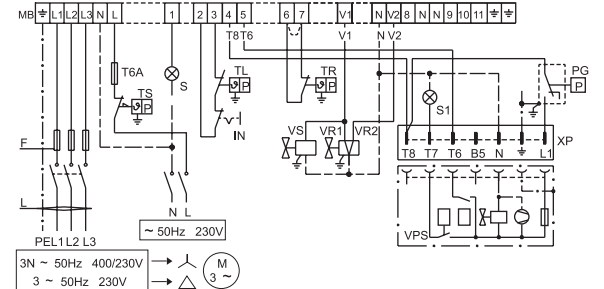 MB ⏚ L1 L2 L3 N L 1 2 3 4 5 6 7 V1 N V2 8 N N 9 10 11 ⏚ ⏚
T8 T6 V1 N V2
T6A S TL TR PG
ϑ P ϑ P ϑ P P
TS S1
IN
F VS VR1 VR2 XP
T8 T7 T6 B5 N ⏚ L1
L N L
~ 50Hz 230V VPS
PE L1 L2 L3
3N ~ 50Hz 400/230V
3 ~ 50Hz 230V
M
3 ~